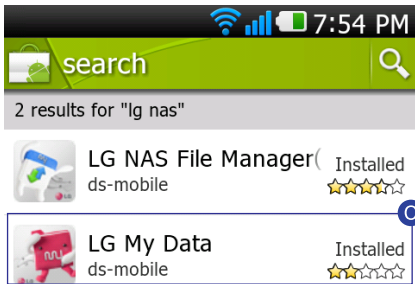 7:54 PM
search
2 results for "lg nas"
LG NAS File Manager(
Installed
ds-mobile
LG My Data
Installed
ds-mobile